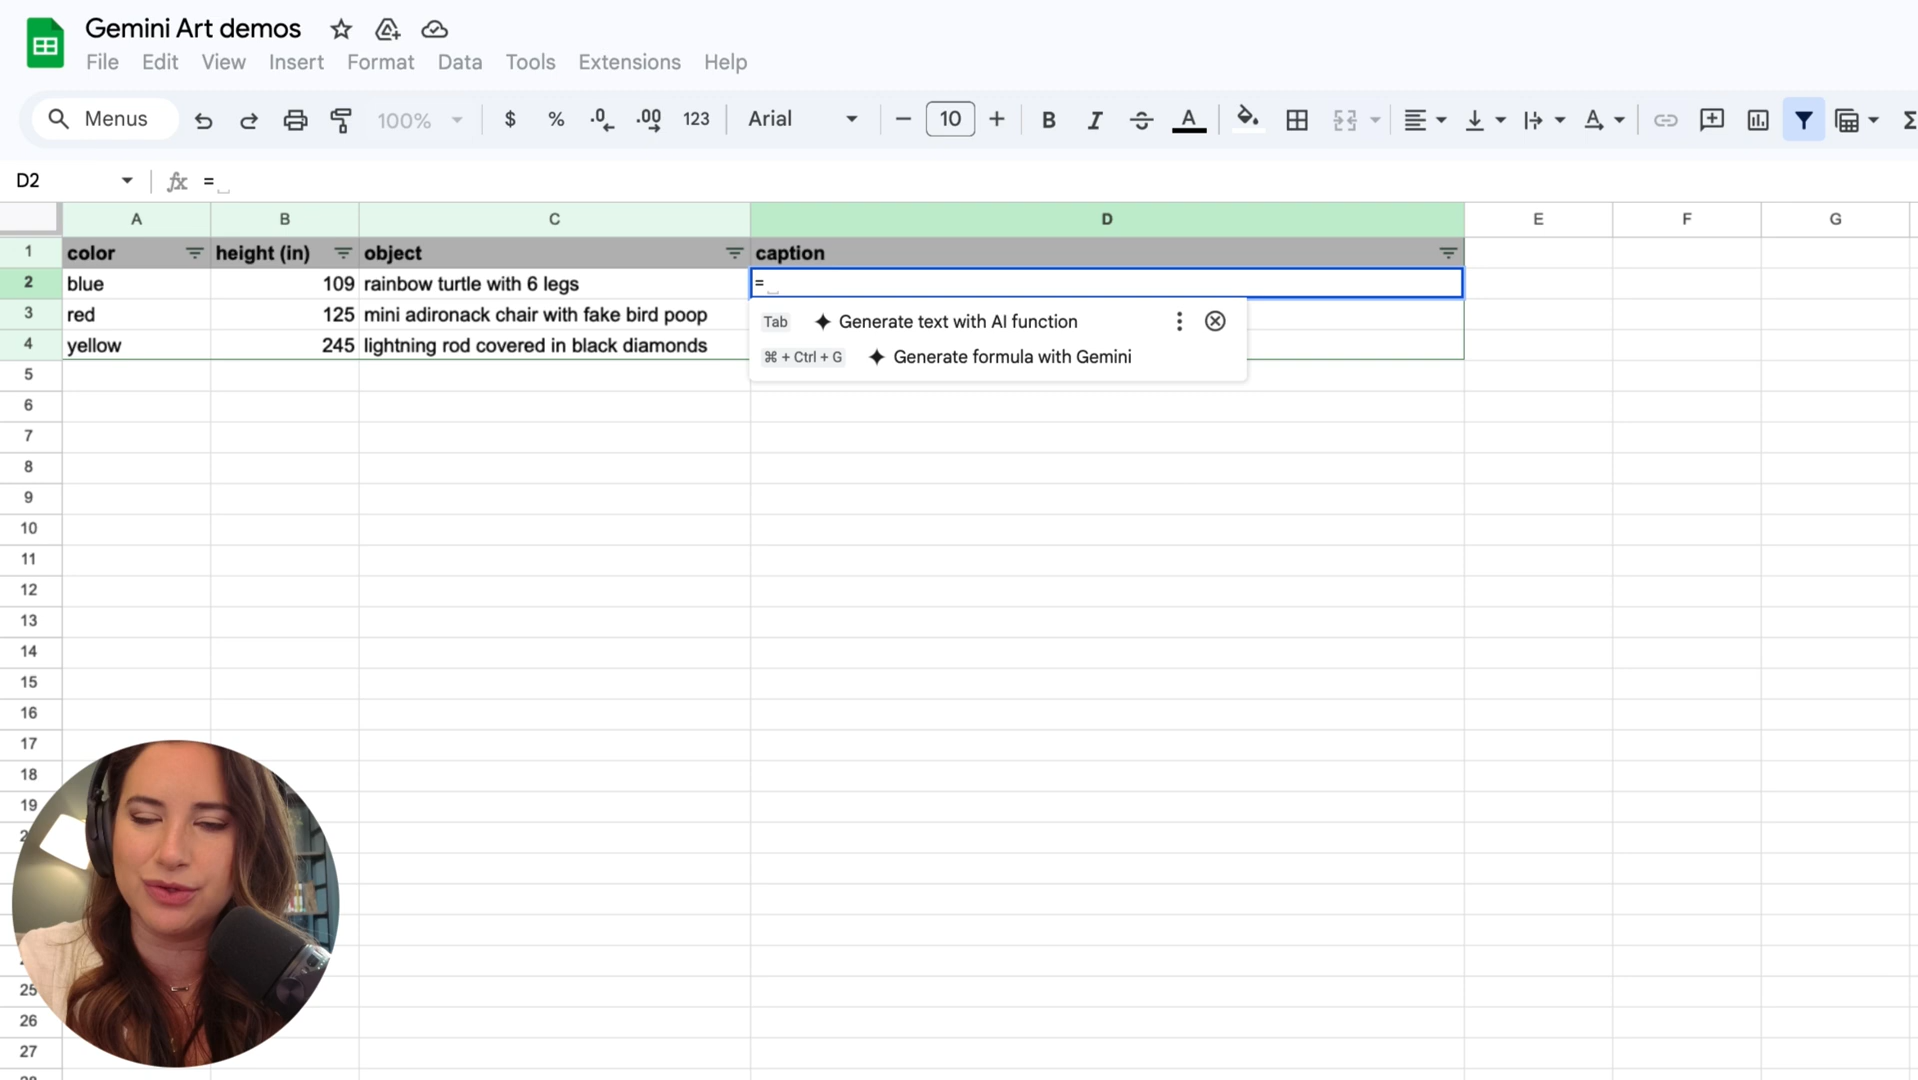 Gemini Art demos
File Edit View Insert Format Data Tools Extensions Help
Menus 100% $ % .0 .00 123 Arial 10 B I A Σ
D2 fx =
A B C D E F G
1 color height (in) object caption
2 blue 109 rainbow turtle with 6 legs =
3 red 125 mini adironack chair with fake bird poop
Tab Generate text with AI function
4 yellow 245 lightning rod covered in black diamonds
⌘ + Ctrl + G Generate formula with Gemini
5
6
7
8
9
10
11
12
13
14
15
16
17
18
19
25
26
27